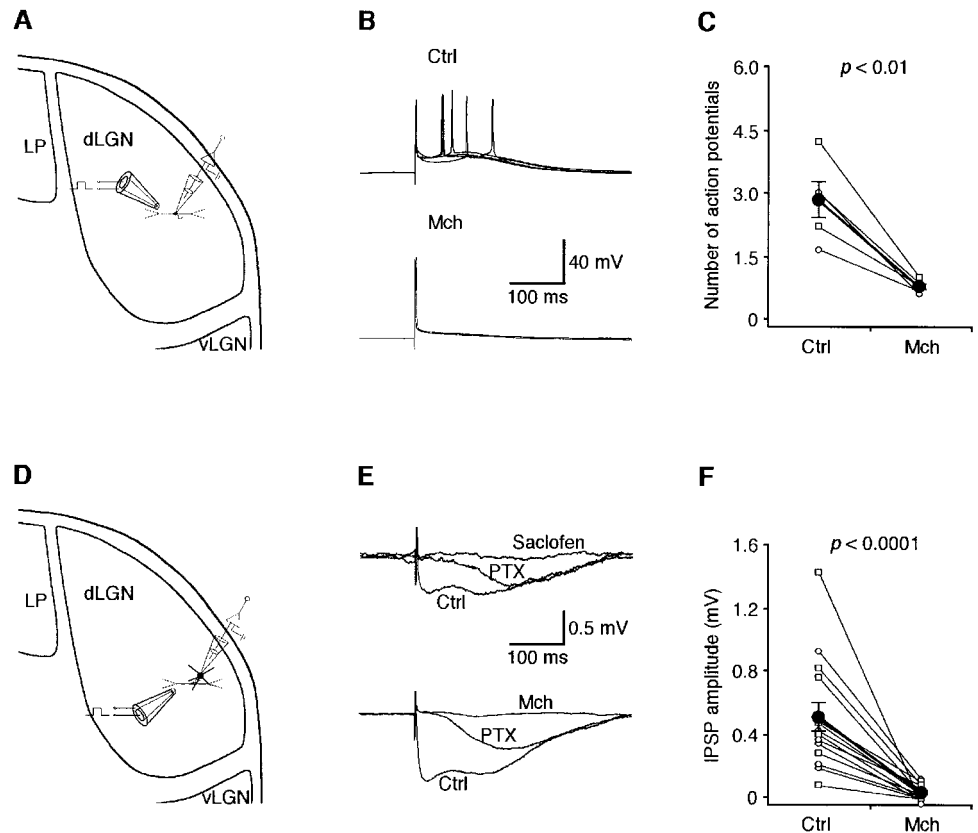 A
LP
dLGN
vLGN
B
Ctrl
Mch
40 mV
100 ms
C
p < 0.01
Number of action potentials
6.0
4.5
3.0
1.5
0
Ctrl
Mch
D
LP
dLGN
vLGN
E
Saclofen
PTX
Ctrl
0.5 mV
100 ms
Mch
PTX
Ctrl
F
p < 0.0001
IPSP amplitude (mV)
1.6
1.2
0.8
0.4
0
Ctrl
Mch